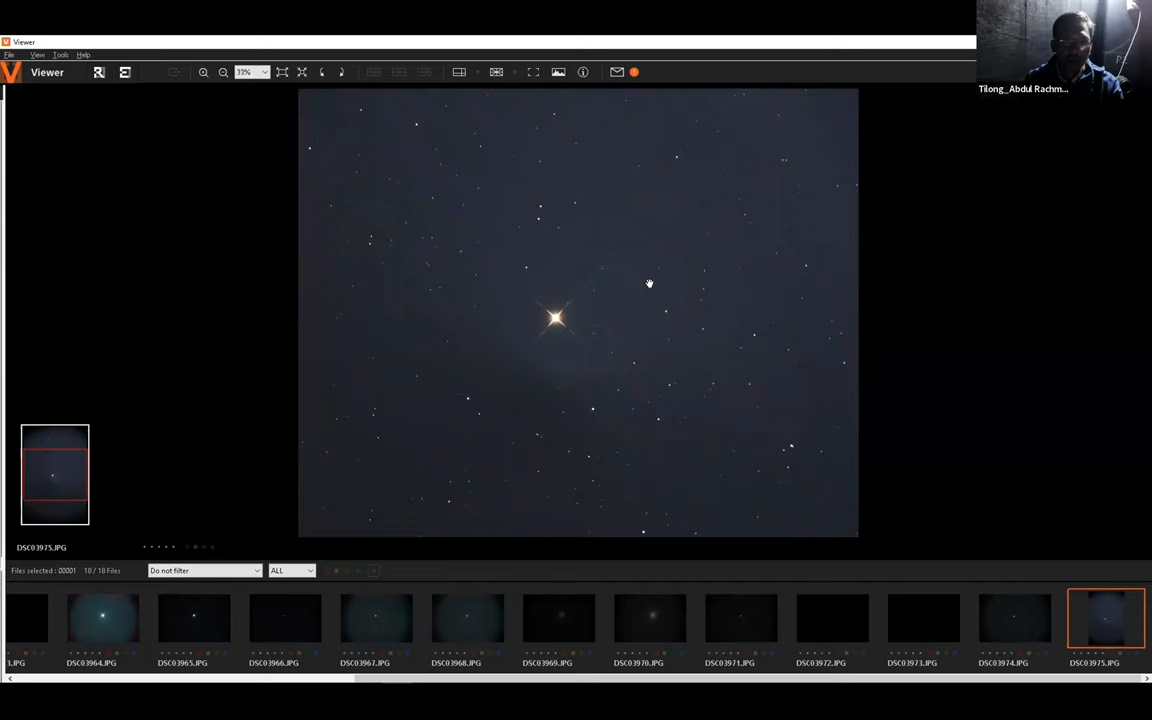 Viewer
File View Tools Help
Viewer R E 33%
Tilong_Abdul Rachm...
DSC03975.JPG
Files selected : 00001 18 / 18 Files Do not filter ALL
3.JPG DSC03964.JPG DSC03965.JPG DSC03966.JPG DSC03967.JPG DSC03968.JPG DSC03969.JPG DSC03970.JPG DSC03971.JPG DSC03972.JPG DSC03973.JPG DSC03974.JPG DSC03975.JPG